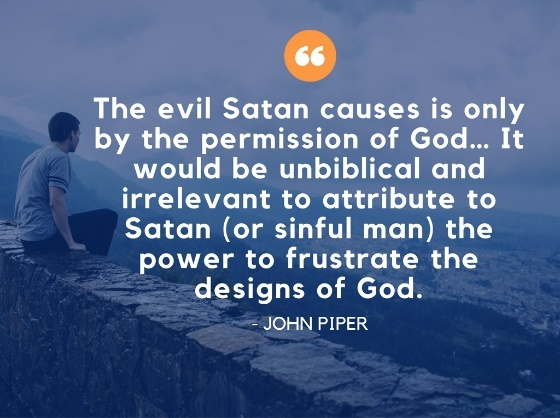 “
The evil Satan causes is only
by the permission of God... It
would be unbiblical and
irrelevant to attribute to
Satan (or sinful man) the
power to frustrate the
designs of God.
- JOHN PIPER